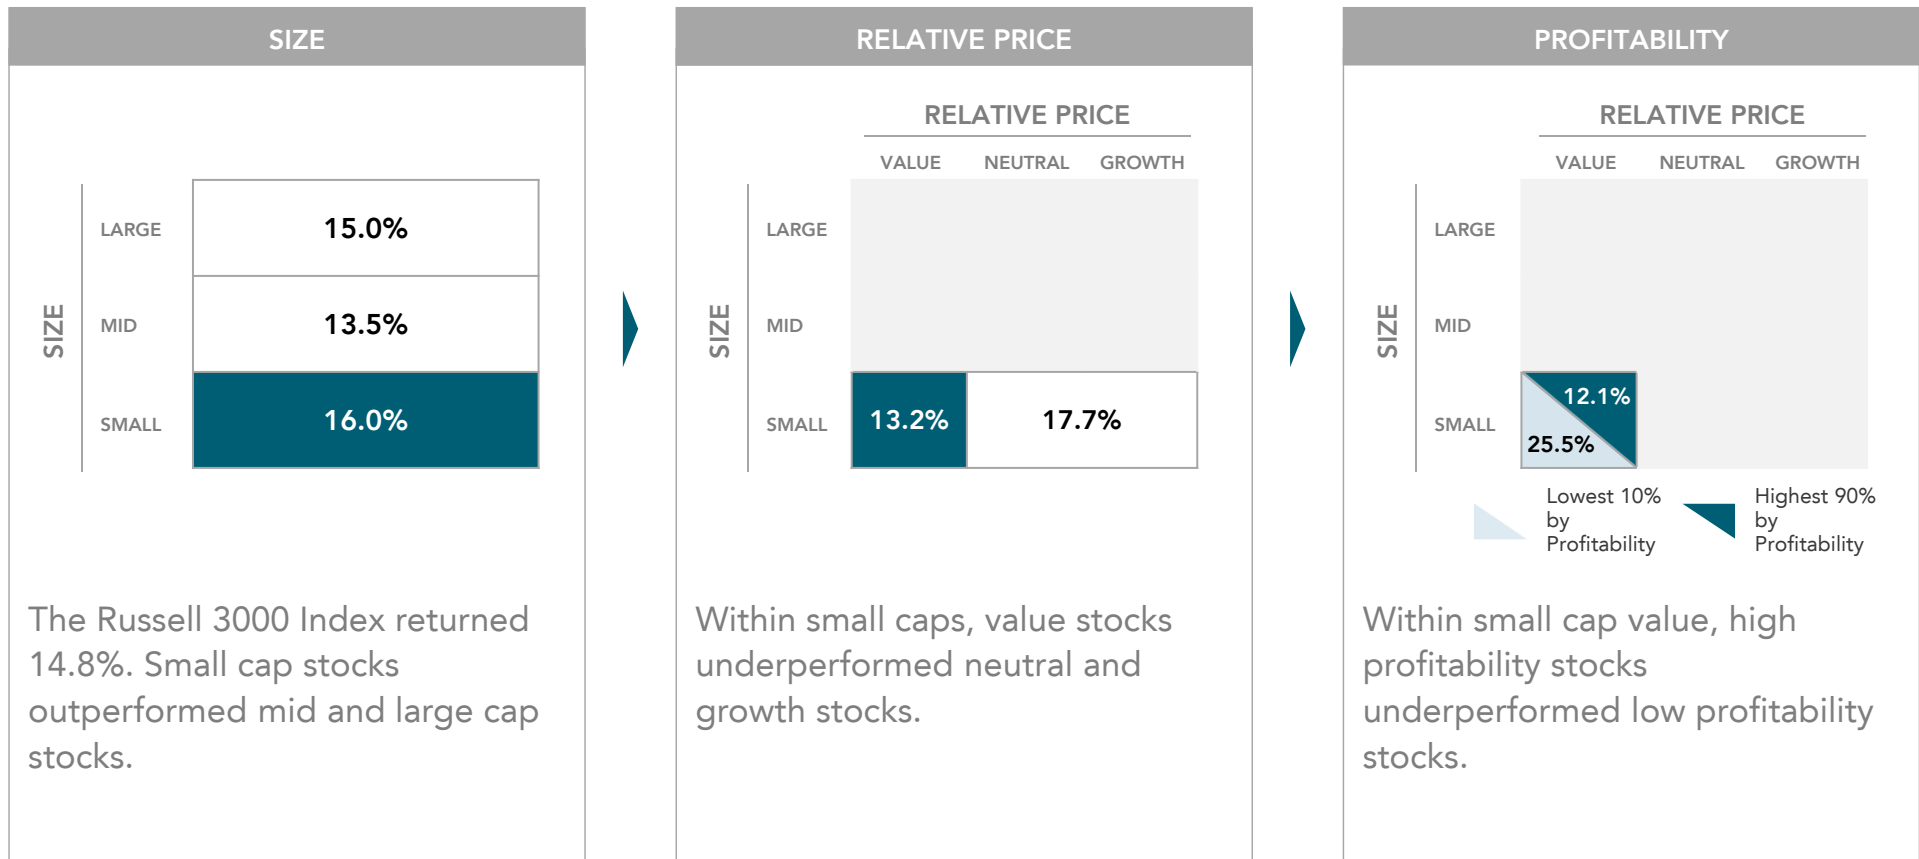 SIZE
SIZE
LARGE
15.0%
MID
13.5%
SMALL
16.0%
The Russell 3000 Index returned
14.8%. Small cap stocks
outperformed mid and large cap
stocks.
RELATIVE PRICE
RELATIVE PRICE
VALUE NEUTRAL GROWTH
SIZE
LARGE
MID
SMALL
13.2% 17.7%
Within small caps, value stocks
underperformed neutral and
growth stocks.
PROFITABILITY
RELATIVE PRICE
VALUE NEUTRAL GROWTH
SIZE
LARGE
MID
SMALL
12.1%
25.5%
Lowest 10%
by
Profitability
Highest 90%
by
Profitability
Within small cap value, high
profitability stocks
underperformed low profitability
stocks.